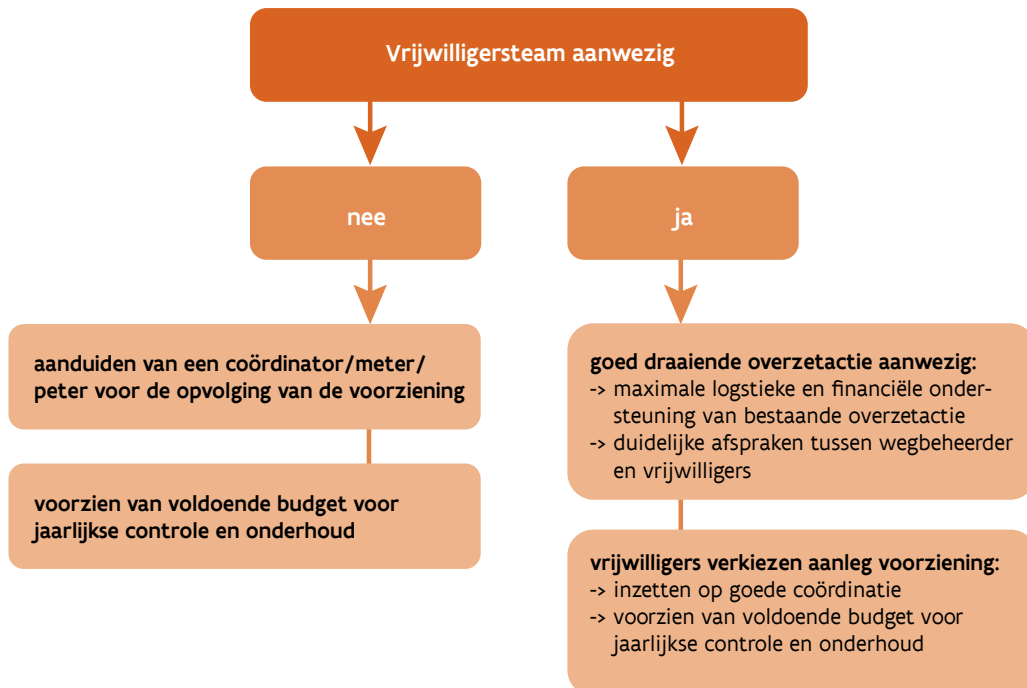 Vrijwilligersteam aanwezig
nee
ja
aanduiden van een coördinator/meter/
peter voor de opvolging van de voorziening
voorzien van voldoende budget voor
jaarlijkse controle en onderhoud
goed draaiende overzetactie aanwezig:
-> maximale logstieke en financiële onder-
steuning van bestaande overzetactie
-> duidelijke afspraken tussen wegbeheerder
en vrijwilligers
vrijwilligers verkiezen aanleg voorziening:
-> inzetten op goede coördinatie
-> voorzien van voldoende budget voor
jaarlijkse controle en onderhoud